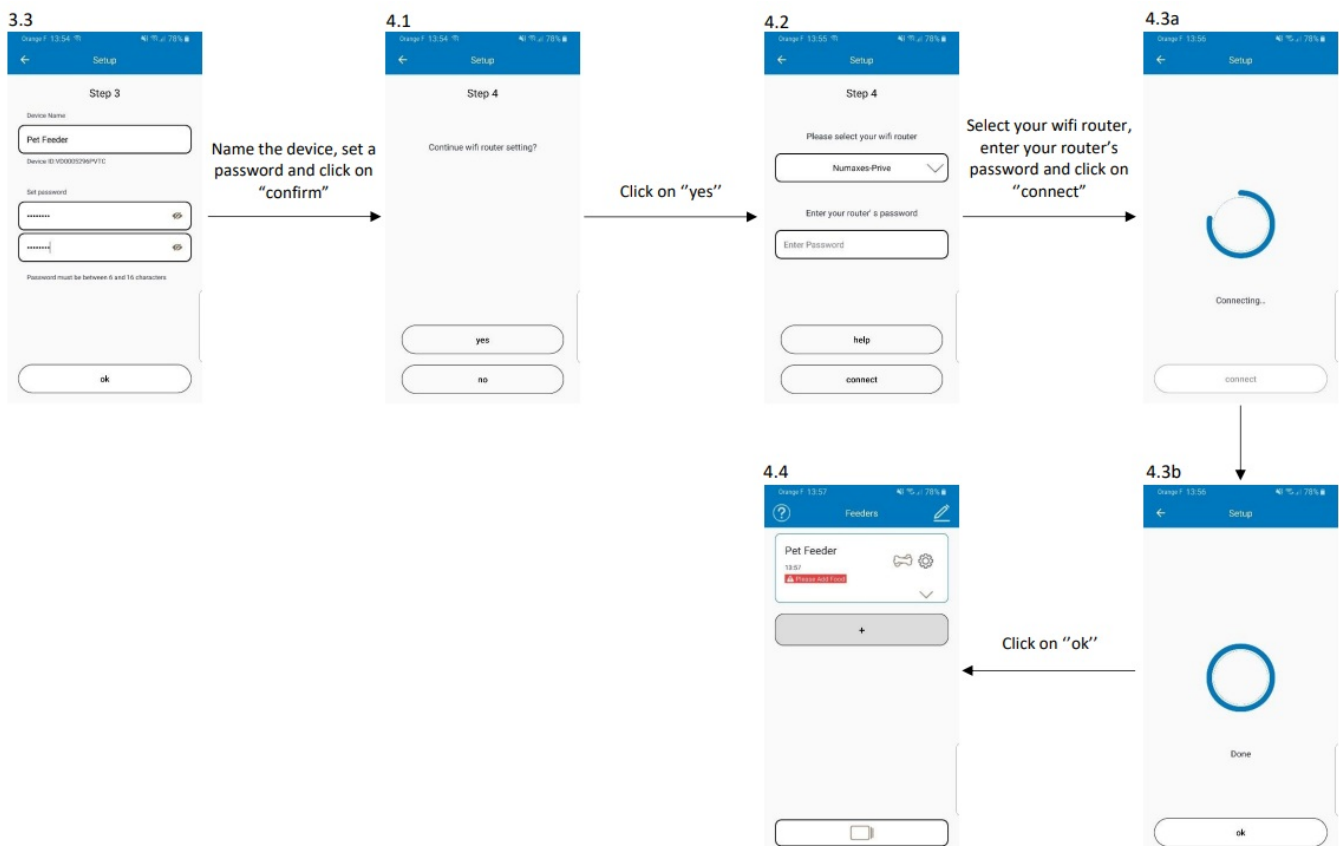 3.3
Orange F 13:54
78%
Setup
Step 3
Device Name
Pet Feeder
Device ID:VD0005296PVTC
Set password
Password must be between 6 and 16 characters
ok
Name the device, set a
password and click on
“confirm”
4.1
Orange F 13:54
78%
Setup
Step 4
Continue wifi router setting?
yes
no
Click on ‘‘yes’’
4.2
Orange F 13:55
78%
Setup
Step 4
Please select your wifi router
Numaxes-Prive
Enter your router' s password
Enter Password
help
connect
Select your wifi router,
enter your router’s
password and click on
‘‘connect”
4.3a
Orange F 13:56
78%
Setup
Connecting..
connect
4.3b
Orange F 13:56
78%
Setup
Done
ok
Click on ‘‘ok’’
4.4
Orange F 13:57
78%
?
Feeders
Pet Feeder
13:57
Please Add Food
+